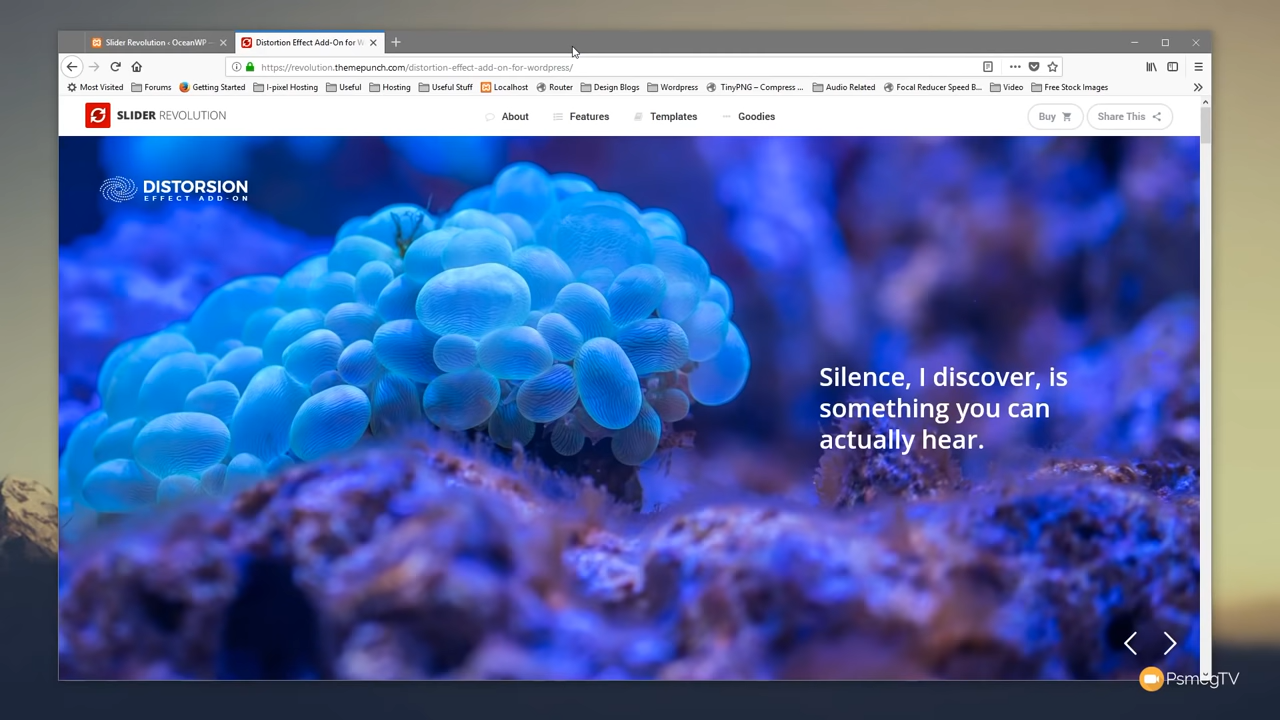 Slider Revolution ‹ OceanWP
Distortion Effect Add-On for W
https://revolution.themepunch.com/distortion-effect-add-on-for-wordpress/
Most Visited Forums Getting Started I-pixel Hosting Useful Hosting Useful Stuff Localhost Router Design Blogs Wordpress TinyPNG – Compress ... Audio Related Focal Reducer Speed B... Video Free Stock Images
SLIDER REVOLUTION
About Features Templates Goodies
Buy Share This
DISTORSION
EFFECT ADD-ON
Silence, I discover, is
something you can
actually hear.
PsmegTV